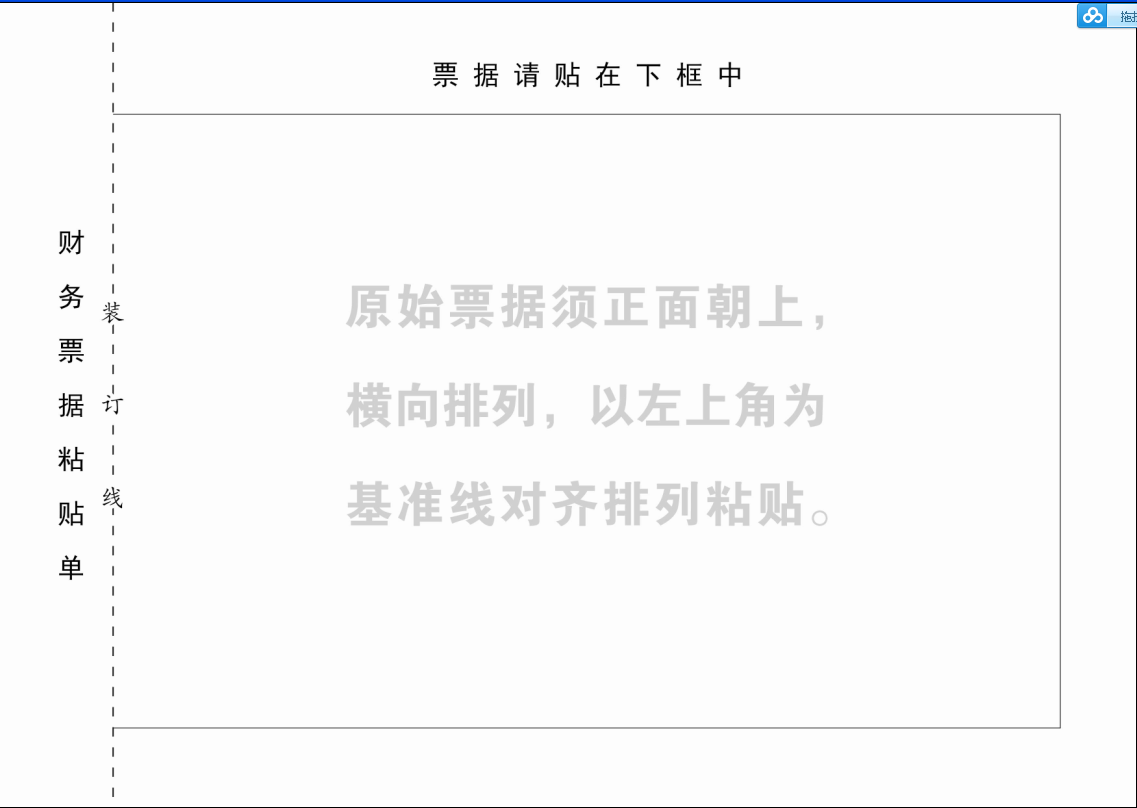 票据请贴在下框中
财务票据粘贴单
装订线
原始票据须正面朝上，
横向排列，以左上角为
基准线对齐排列粘贴。